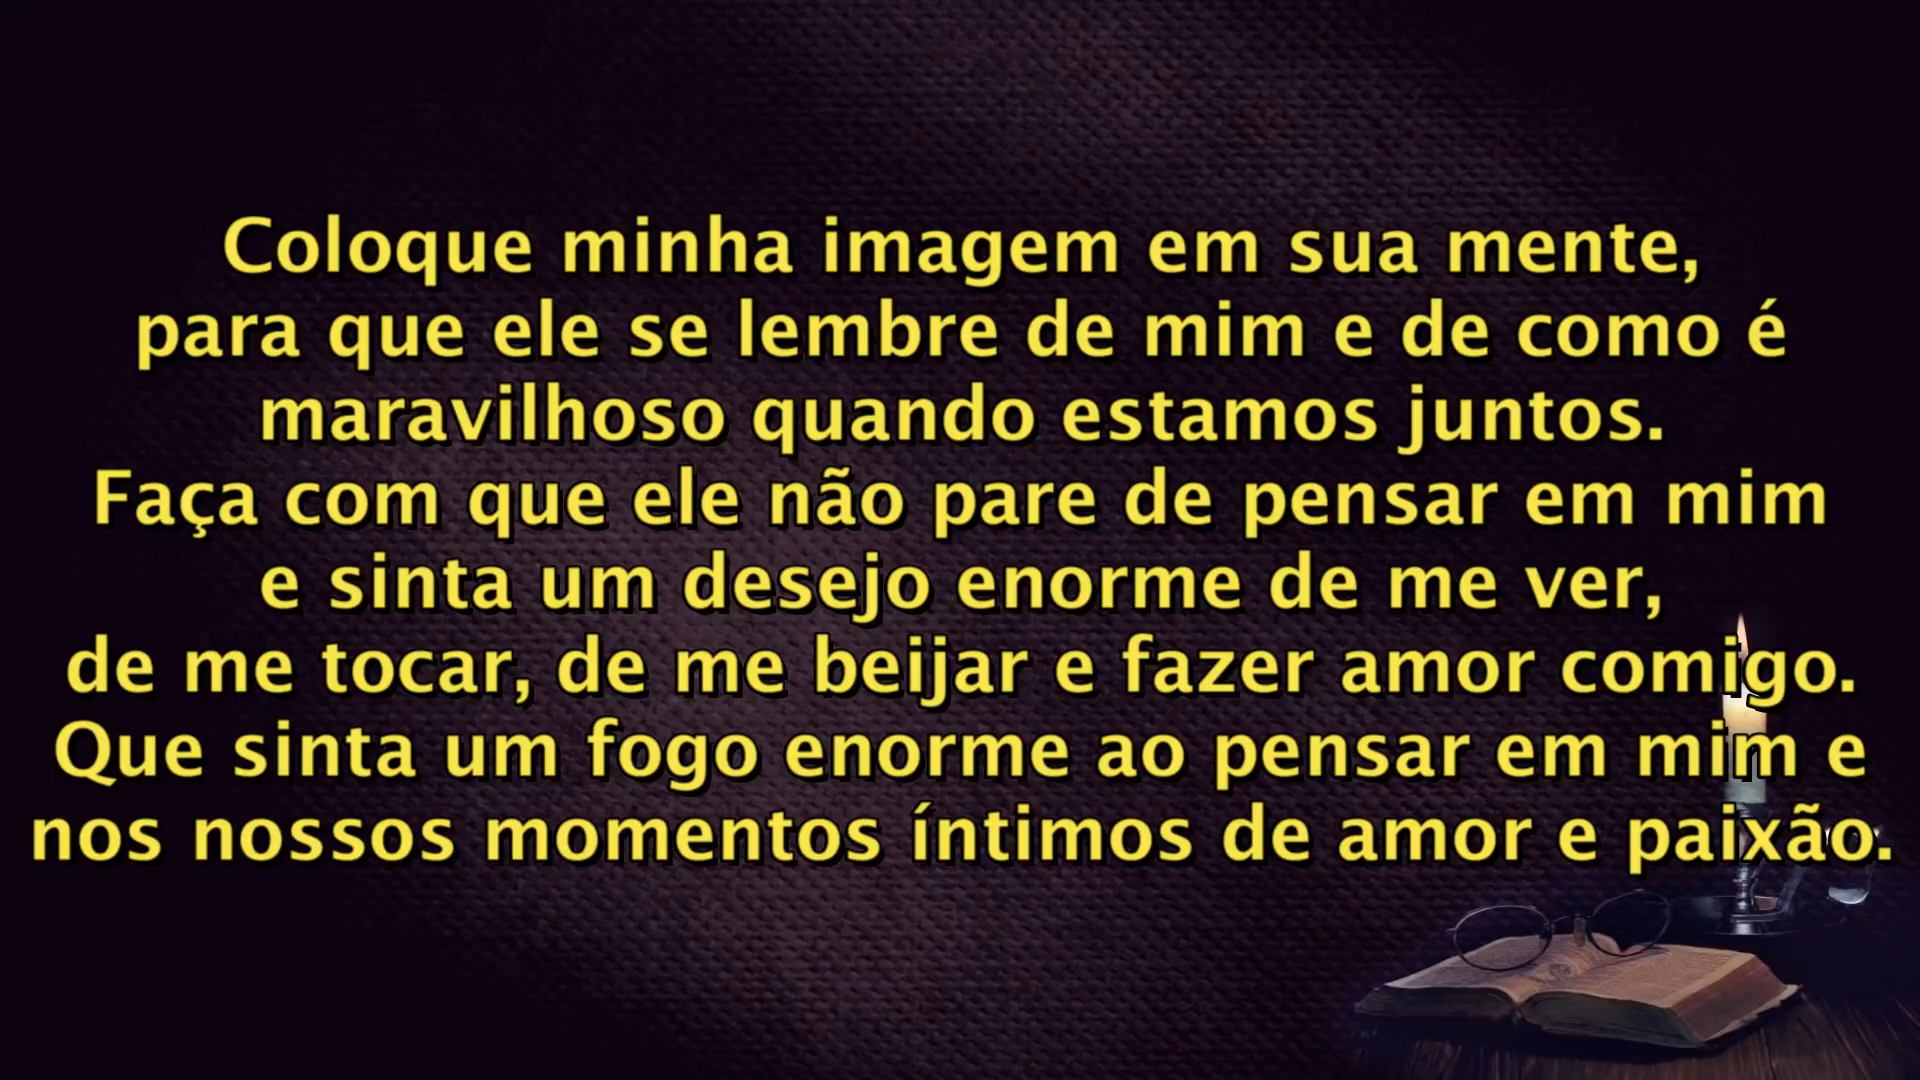 Coloque minha imagem em sua mente,
para que ele se lembre de mim e de como é
maravilhoso quando estamos juntos.
Faça com que ele não pare de pensar em mim
e sinta um desejo enorme de me ver,
de me tocar, de me beijar e fazer amor comigo.
Que sinta um fogo enorme ao pensar em mim e
nos nossos momentos íntimos de amor e paixão.